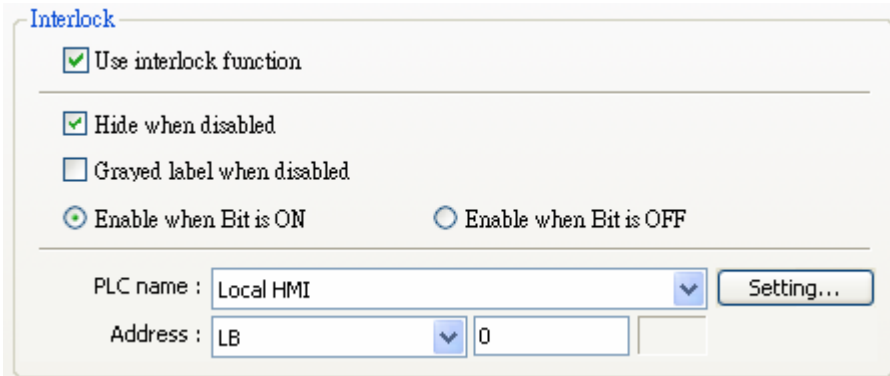 Interlock
Use interlock function
Hide when disabled
Grayed label when disabled
Enable when Bit is ON Enable when Bit is OFF
PLC name : Local HMI Setting...
Address : LB 0